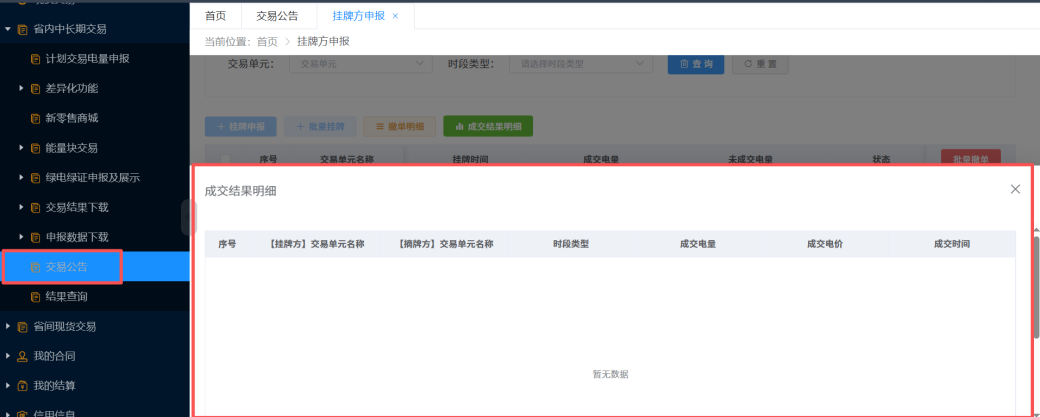 首页
交易公告
挂牌方申报 ×
当前位置: 首页 > 挂牌方申报
省内中长期交易
计划交易电量申报
差异化功能
新零售商城
能量块交易
绿电绿证申报及展示
交易结果下载
申报数据下载
交易公告
结果查询
省间现货交易
我的合同
我的结算
信用信息
交易单元: 交易单元
时段类型: 请选择时段类型
查询
重置
+ 挂牌申报
+ 批量挂牌
撤单明细
成交结果明细
序号 交易单元名称 挂牌时间 成交电量 未成交电量 状态 批量撤单
成交结果明细
序号 【挂牌方】交易单元名称 【摘牌方】交易单元名称 时段类型 成交电量 成交电价 成交时间
暂无数据